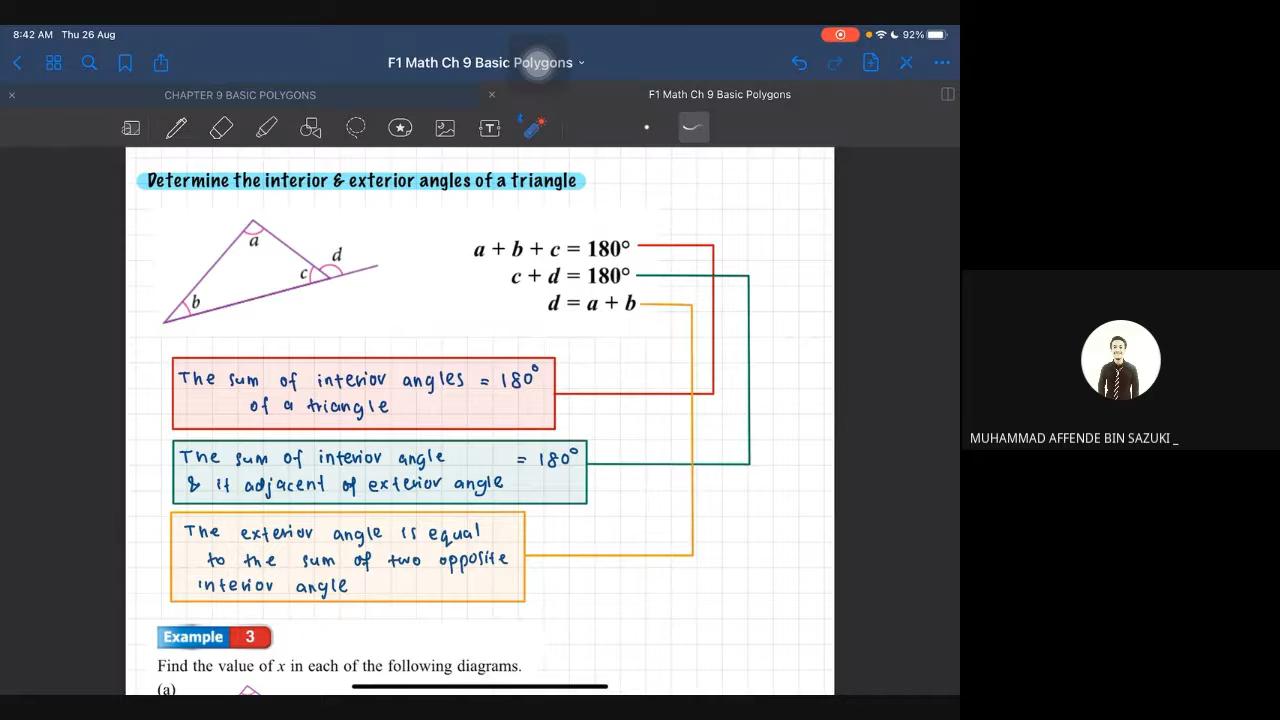 8:42 AM Thu 26 Aug
92%
F1 Math Ch 9 Basic Polygons
CHAPTER 9 BASIC POLYGONS
F1 Math Ch 9 Basic Polygons
Determine the interior & exterior angles of a triangle
a
b
c
d
a + b + c = 180°
c + d = 180°
d = a + b
The sum of interior angles = 180°
of a triangle
The sum of interior angle = 180°
& it adjacent of exterior angle
The exterior angle is equal
to the sum of two opposite
interior angle
Example 3
Find the value of x in each of the following diagrams.
(a)
MUHAMMAD AFFENDE BIN SAZUKI _